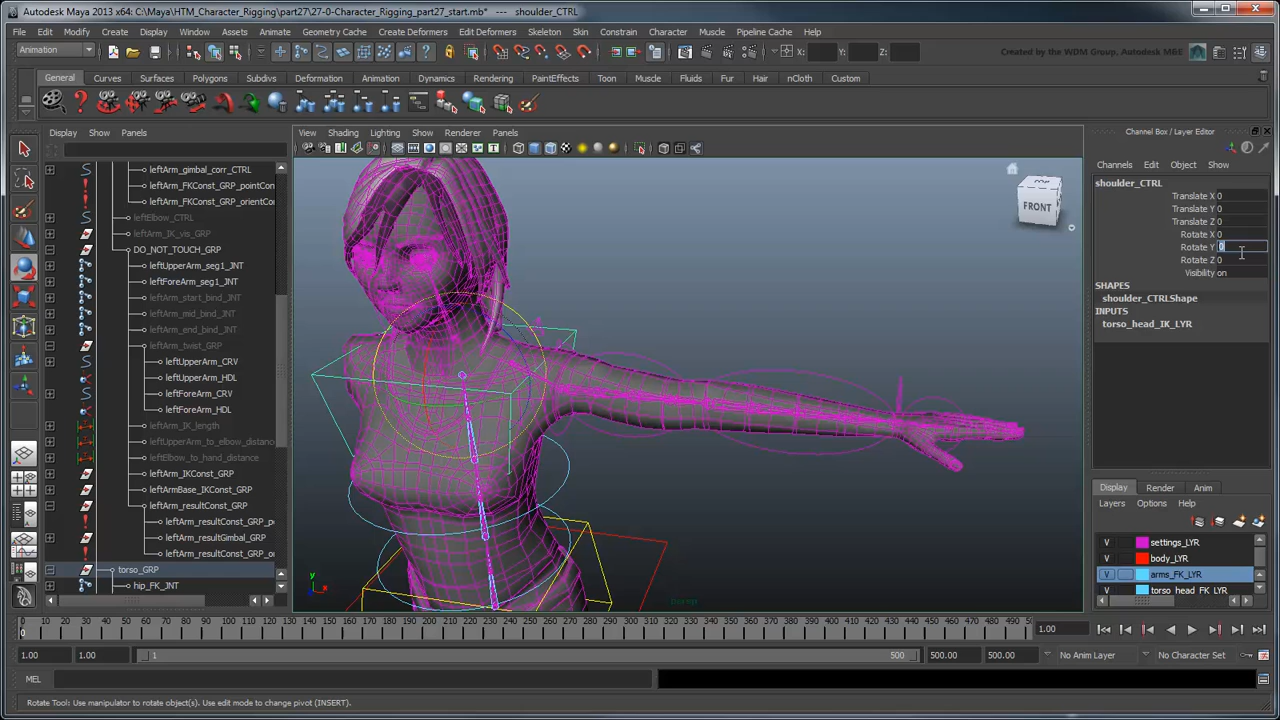 Autodesk Maya 2013 x64: C:\Maya\HTM_Character_Rigging\part27\27-0-Character_Rigging_part27_start.mb* --- shoulder_CTRL
File Edit Modify Create Display Window Assets Animate Geometry Cache Create Deformers Edit Deformers Skeleton Skin Constrain Character Muscle Pipeline Cache Help
Animation X: Y: Z: Created by the WDM Group, Autodesk M&E
General Curves Surfaces Polygons Subdivs Deformation Animation Dynamics Rendering PaintEffects Toon Muscle Fluids Fur Hair nCloth Custom
Channel Box / Layer Editor
Display Show Panels
View Shading Lighting Show Renderer Panels
Channels Edit Object Show
leftArm_gimbal_corr_CTRL
leftArm_FKConst_GRP_pointCon
leftArm_FKConst_GRP_orientCo
leftElbow_CTRL
leftArm_IK_vis_GRP
DO_NOT_TOUCH_GRP
leftUpperArm_seg1_JNT
leftForeArm_seg1_JNT
leftArm_start_bind_JNT
leftArm_mid_bind_JNT
leftArm_end_bind_JNT
leftArm_twist_GRP
leftUpperArm_CRV
leftUpperArm_HDL
leftForeArm_CRV
leftForeArm_HDL
leftArm_IK_length
leftUpperArm_to_elbow_distance
leftElbow_to_hand_distance
leftArm_IKConst_GRP
leftArmBase_IKConst_GRP
leftArm_resultConst_GRP
leftArm_resultConst_GRP_p
leftArm_resultGimbal_GRP
leftArm_resultConst_GRP_o
torso_GRP
hip_FK_JNT
FRONT
y
x
persp
shoulder_CTRL
Translate X 0
Translate Y 0
Translate Z 0
Rotate X 0
Rotate Y 0
Rotate Z 0
Visibility on
SHAPES
shoulder_CTRLShape
INPUTS
torso_head_IK_LYR
Display Render Anim
Layers Options Help
V settings_LYR
V body_LYR
V arms_FK_LYR
V torso_head_FK_LYR
0 10 20 30 40 50 60 70 80 90 100 110 120 130 140 150 160 170 180 190 200 210 220 230 240 250 260 270 280 290 300 310 320 330 340 350 360 370 380 390 400 410 420 430 440 450 460 470 480 490 50
0
1.00
1.00 1.00 1 500 500.00 500.00 No Anim Layer No Character Set
MEL
Rotate Tool: Use manipulator to rotate object(s). Use edit mode to change pivot (INSERT).